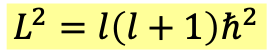 L² = l(l + 1)ℏ²